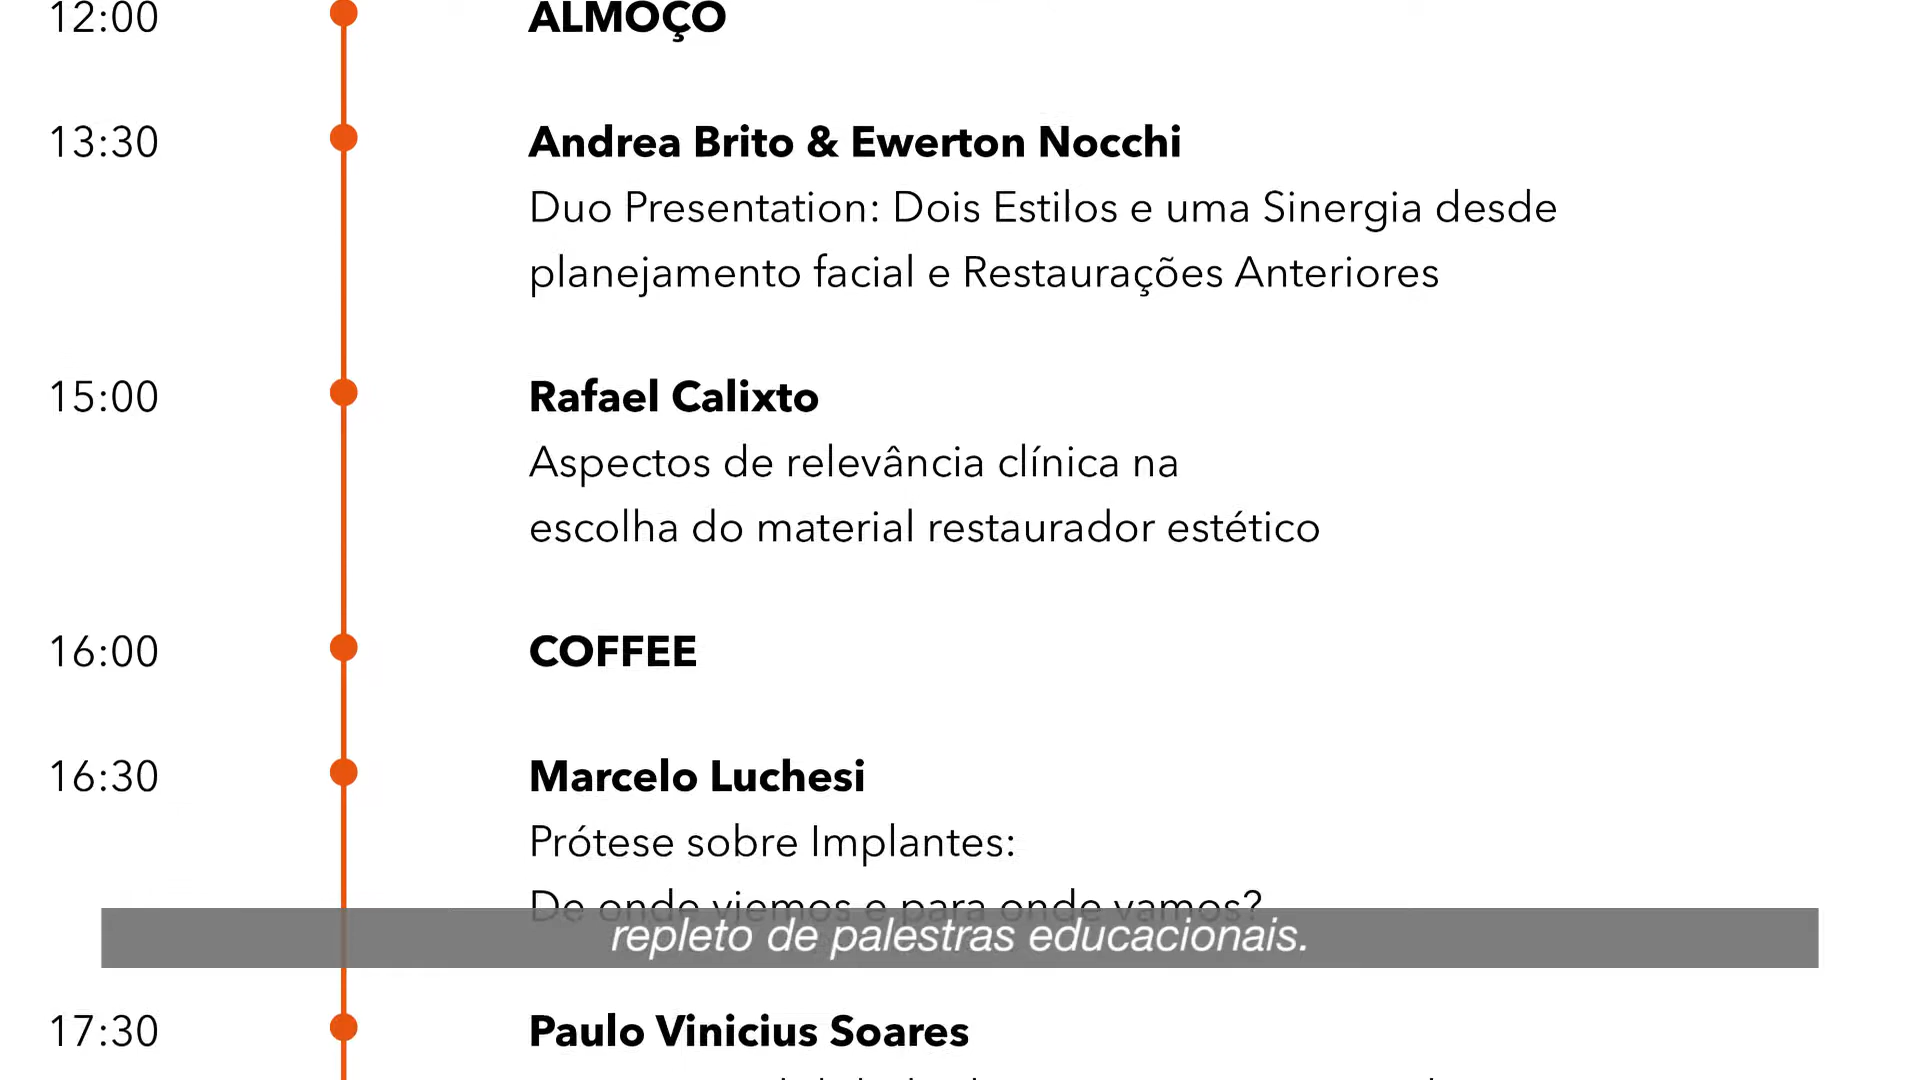 12:00 ALMOÇO
13:30 Andrea Brito & Ewerton Nocchi
Duo Presentation: Dois Estilos e uma Sinergia desde
planejamento facial e Restaurações Anteriores
15:00 Rafael Calixto
Aspectos de relevância clínica na
escolha do material restaurador estético
16:00 COFFEE
16:30 Marcelo Luchesi
Prótese sobre Implantes:
De onde viemos e para onde vamos?
repleto de palestras educacionais.
17:30 Paulo Vinicius Soares